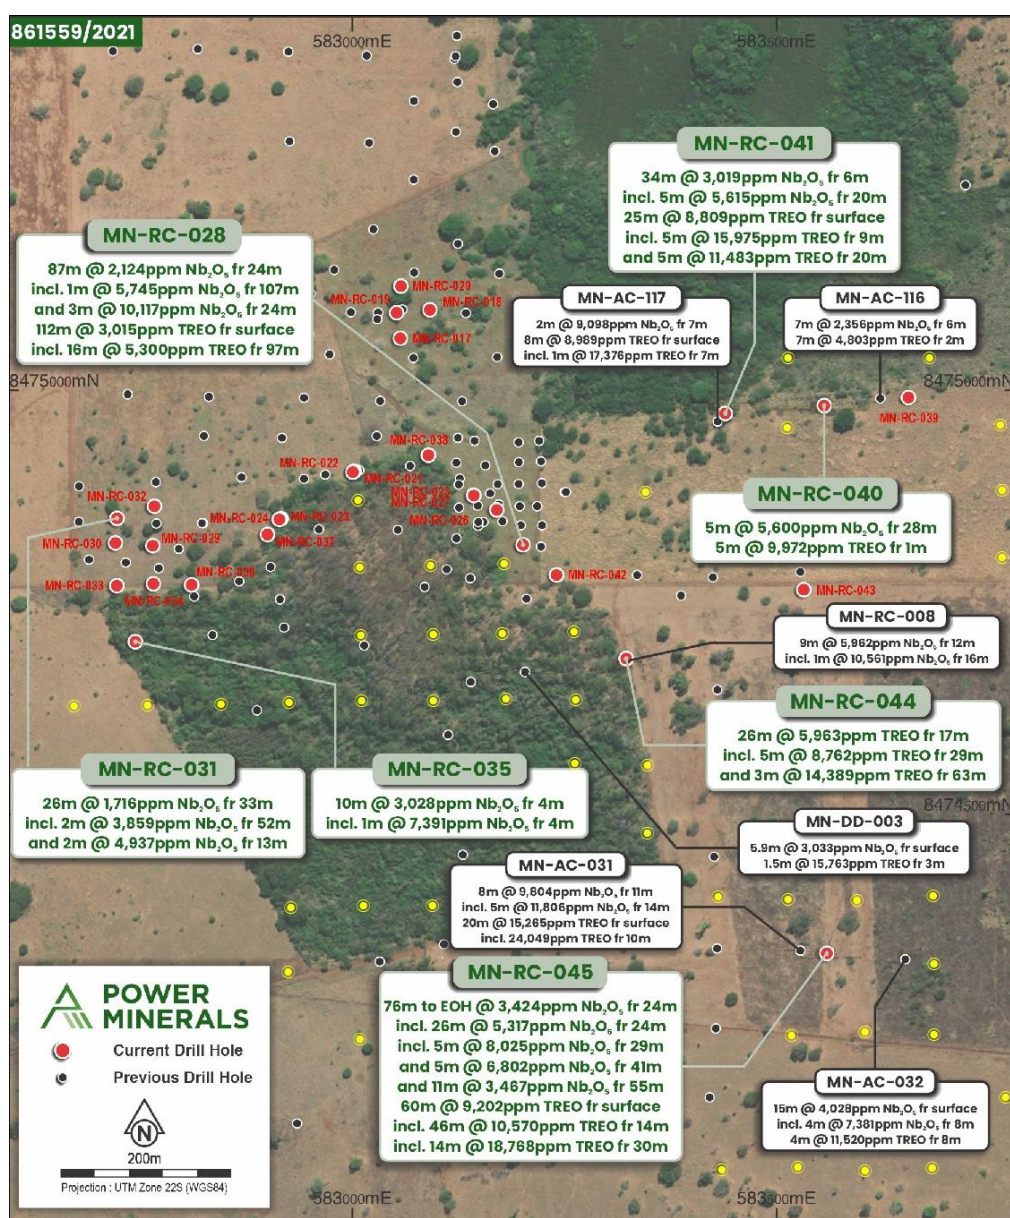 861559/2021
583000mE
583500mE
MN-RC-041
34m @ 3,019ppm Nb₂O₅ fr 6m
incl. 5m @ 5,615ppm Nb₂O₅ fr 20m
25m @ 8,809ppm TREO fr surface
incl. 5m @ 15,975ppm TREO fr 9m
and 5m @ 11,483ppm TREO fr 20m
MN-RC-028
87m @ 2,124ppm Nb₂O₅ fr 24m
incl. 1m @ 5,745ppm Nb₂O₅ fr 107m
and 3m @ 10,117ppm Nb₂O₅ fr 24m
112m @ 3,015ppm TREO fr surface
incl. 16m @ 5,300ppm TREO fr 97m
MN-RC-020
MN-RC-019
MN-RC-018
MN-RC-017
MN-AC-117
2m @ 9,098ppm Nb₂O₅ fr 7m
8m @ 8,989ppm TREO fr surface
incl. 1m @ 17,376ppm TREO fr 7m
MN-AC-116
7m @ 2,356ppm Nb₂O₅ fr 6m
7m @ 4,803ppm TREO fr 2m
8475000mN
8475000mN
MN-RC-039
MN-RC-038
MN-RC-022
MN-RC-021
MN-RC-032
MN-RC-027
MN-RC-026
MN-RC-024
MN-RC-023
MN-RC-030
MN-RC-029
MN-RC-037
MN-RC-040
5m @ 5,600ppm Nb₂O₅ fr 28m
5m @ 9,972ppm TREO fr 1m
MN-RC-033
MN-RC-034
MN-RC-036
MN-RC-042
MN-RC-043
MN-RC-008
9m @ 5,962ppm Nb₂O₅ fr 12m
incl. 1m @ 10,561ppm Nb₂O₅ fr 16m
MN-RC-044
26m @ 5,963ppm TREO fr 17m
incl. 5m @ 8,762ppm TREO fr 29m
and 3m @ 14,389ppm TREO fr 63m
MN-RC-031
26m @ 1,716ppm Nb₂O₅ fr 33m
incl. 2m @ 3,859ppm Nb₂O₅ fr 52m
and 2m @ 4,937ppm Nb₂O₅ fr 13m
MN-RC-035
10m @ 3,028ppm Nb₂O₅ fr 4m
incl. 1m @ 7,391ppm Nb₂O₅ fr 4m
8474500mN
MN-DD-003
5.9m @ 3,033ppm Nb₂O₅ fr surface
1.5m @ 15,763ppm TREO fr 3m
MN-AC-031
8m @ 9,804ppm Nb₂O₅ fr 11m
incl. 5m @ 11,806ppm Nb₂O₅ fr 14m
20m @ 15,265ppm TREO fr surface
incl. 24,049ppm TREO fr 10m
MN-RC-045
76m to EOH @ 3,424ppm Nb₂O₅ fr 24m
incl. 26m @ 5,317ppm Nb₂O₅ fr 24m
incl. 5m @ 8,025ppm Nb₂O₅ fr 29m
and 5m @ 6,802ppm Nb₂O₅ fr 41m
and 11m @ 3,467ppm Nb₂O₅ fr 55m
60m @ 9,202ppm TREO fr surface
incl. 46m @ 10,570ppm TREO fr 14m
incl. 14m @ 18,768ppm TREO fr 30m
MN-AC-032
15m @ 4,028ppm Nb₂O₅ fr surface
incl. 4m @ 7,381ppm Nb₂O₅ fr 8m
4m @ 11,520ppm TREO fr 8m
POWER
MINERALS
Current Drill Hole
Previous Drill Hole
N
200m
Projection : UTM Zone 22S (WGS84)
583000mE
583500mE